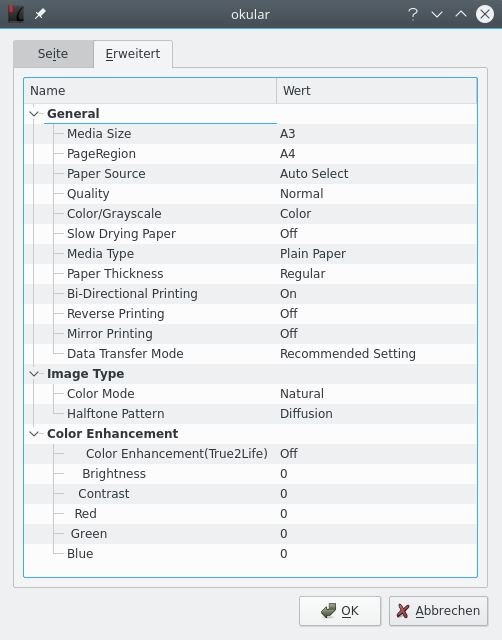 okular
Seite Erweitert
Name Wert
General
Media Size A3
PageRegion A4
Paper Source Auto Select
Quality Normal
Color/Grayscale Color
Slow Drying Paper Off
Media Type Plain Paper
Paper Thickness Regular
Bi-Directional Printing On
Reverse Printing Off
Mirror Printing Off
Data Transfer Mode Recommended Setting
Image Type
Color Mode Natural
Halftone Pattern Diffusion
Color Enhancement
Color Enhancement(True2Life) Off
Brightness 0
Contrast 0
Red 0
Green 0
Blue 0
OK Abbrechen